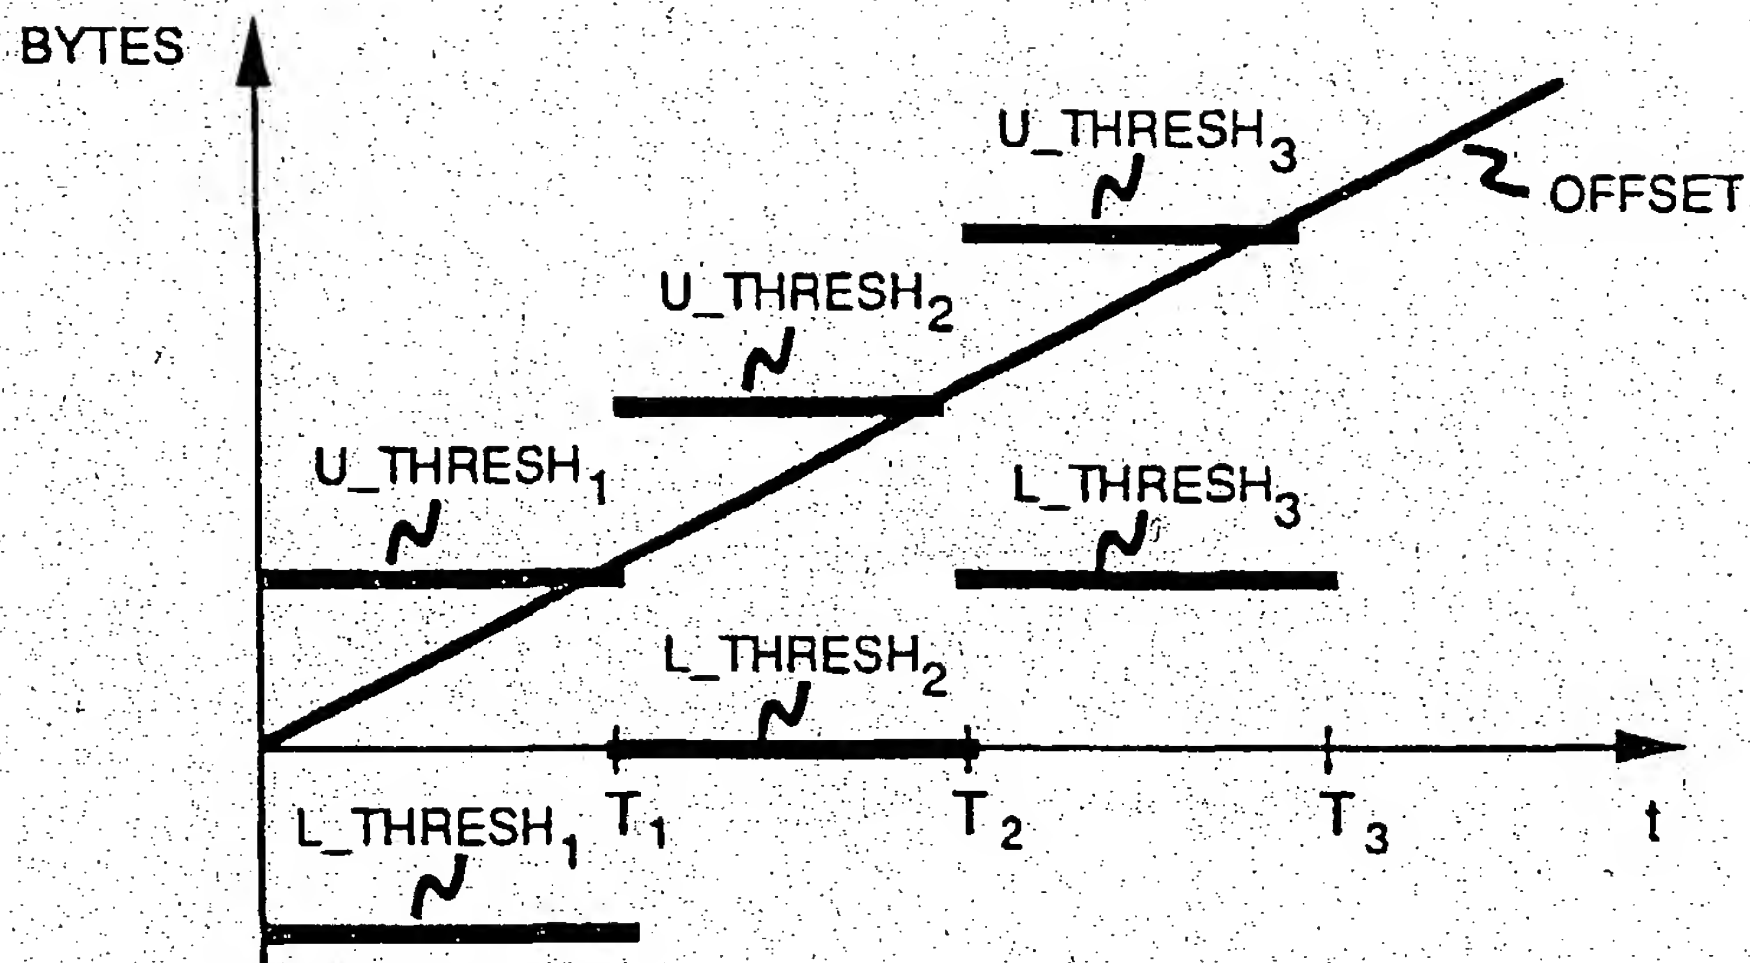 BYTES
U_THRESH3
OFFSET
U_THRESH2
U_THRESH1
L_THRESH3
L_THRESH2
T1
T2
T3
t
L_THRESH1